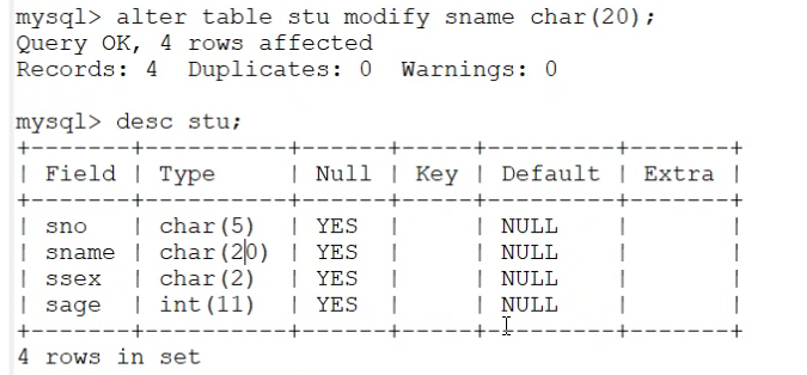 mysql> alter table stu modify sname char(20);
Query OK, 4 rows affected
Records: 4  Duplicates: 0  Warnings: 0

mysql> desc stu;
+-------+----------+------+-----+---------+-------+
| Field | Type     | Null | Key | Default | Extra |
+-------+----------+------+-----+---------+-------+
| sno   | char(5)  | YES  |     | NULL    |       |
| sname | char(20) | YES  |     | NULL    |       |
| ssex  | char(2)  | YES  |     | NULL    |       |
| sage  | int(11)  | YES  |     | NULL    |       |
+-------+----------+------+-----+---------+-------+
4 rows in set